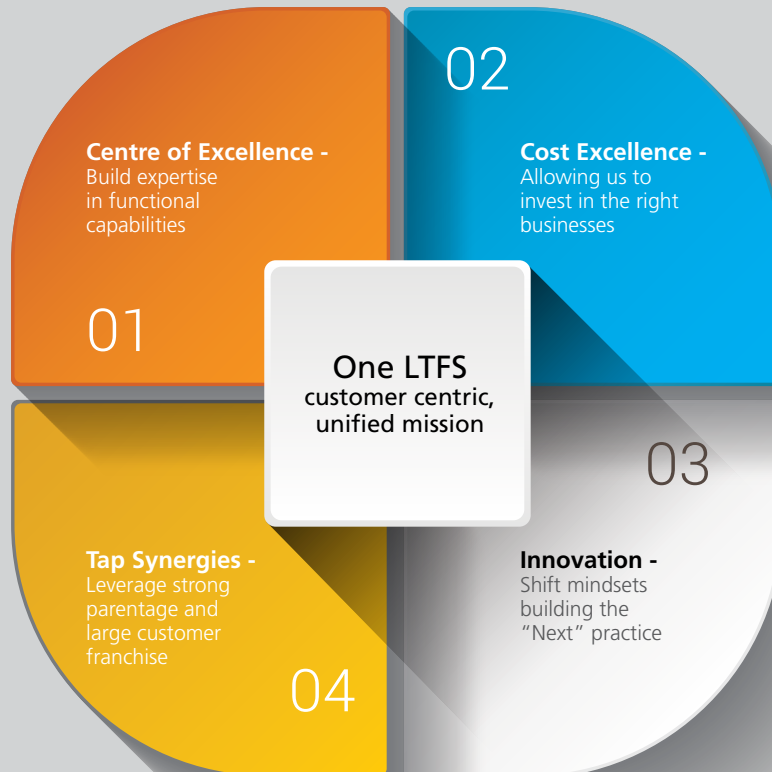 01
Centre of Excellence -
Build expertise
in functional
capabilities
02
Cost Excellence -
Allowing us to
invest in the right
businesses
One LTFS
customer centric,
unified mission
03
Innovation -
Shift mindsets
building the
“Next” practice
04
Tap Synergies -
Leverage strong
parentage and
large customer
franchise